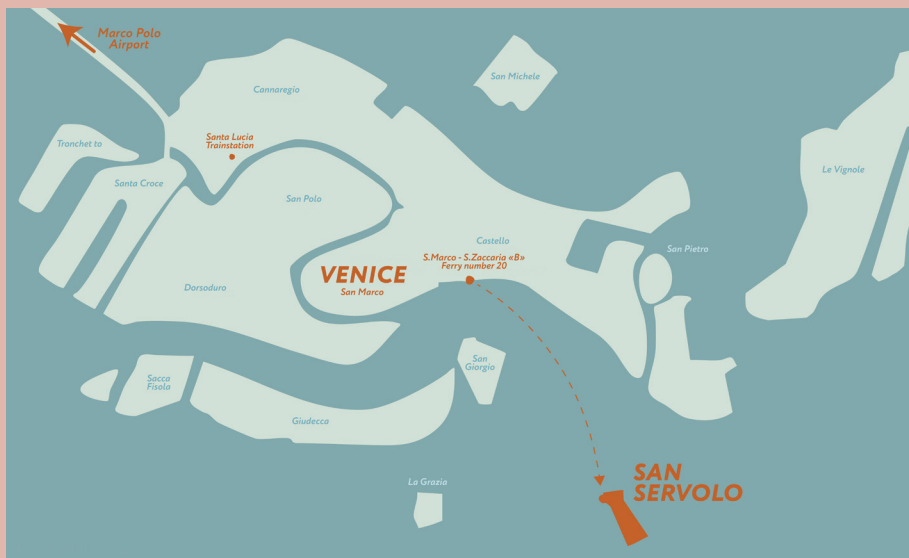 Marco Polo
Airport
Cannaregio
San Michele
Santa Lucia
Trainstation
Tronchet to
Santa Croce
Le Vignole
San Polo
Castello
San Pietro
S.Marco - S.Zaccaria «B»
Ferry number 20
VENICE
San Marco
Dorsoduro
San
Giorgio
Sacca
Fisola
Giudecca
La Grazia
SAN
SERVOLO